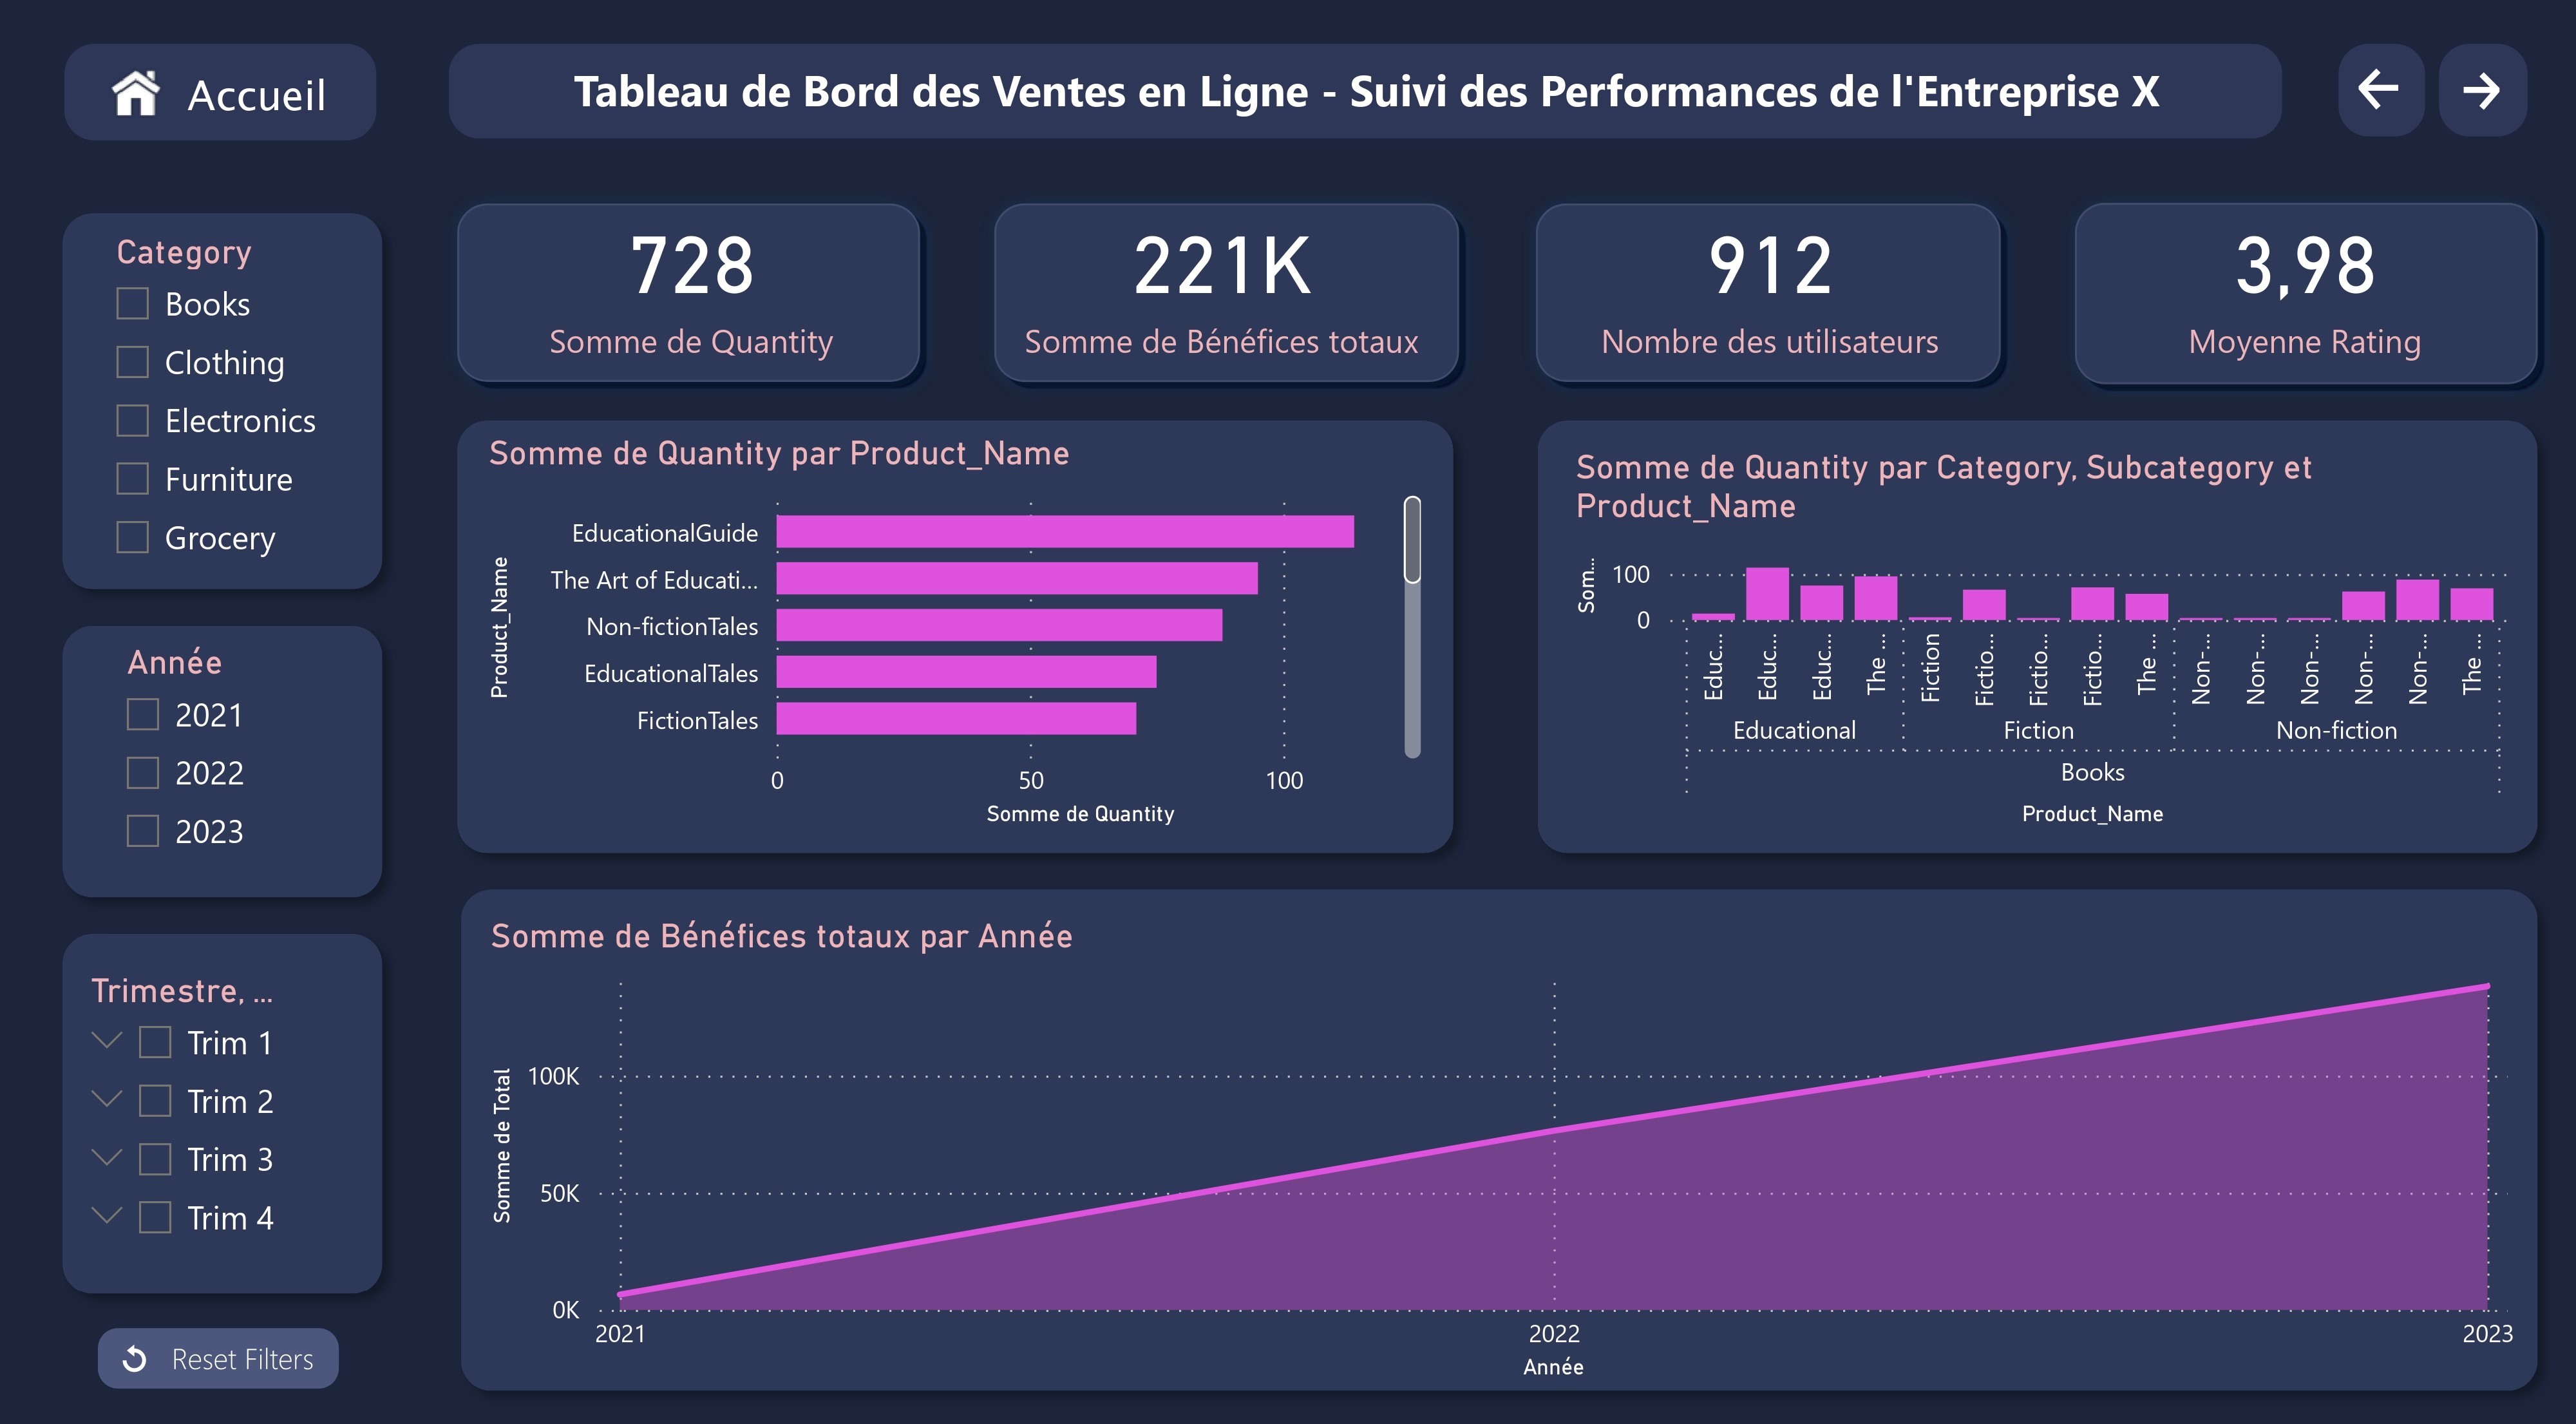 Accueil
Tableau de Bord des Ventes en Ligne - Suivi des Performances de l'Entreprise X
Category
Books
Clothing
Electronics
Furniture
Grocery
Année
2021
2022
2023
Trimestre, ...
Trim 1
Trim 2
Trim 3
Trim 4
Reset Filters
728
Somme de Quantity
221K
Somme de Bénéfices totaux
912
Nombre des utilisateurs
3,98
Moyenne Rating
Somme de Quantity par Product_Name
Product_Name
EducationalGuide
The Art of Educati...
Non-fictionTales
EducationalTales
FictionTales
0 50 100
Somme de Quantity
Somme de Quantity par Category, Subcategory et
Product_Name
Som...
100
0
Educ... Educ... Educ... The ... Fiction Fictio... Fictio... Fictio... The ... Non-... Non-... Non-... Non-... Non-... The ...
Educational Fiction Non-fiction
Books
Product_Name
Somme de Bénéfices totaux par Année
Somme de Total
100K
50K
0K
2021 2022 2023
Année